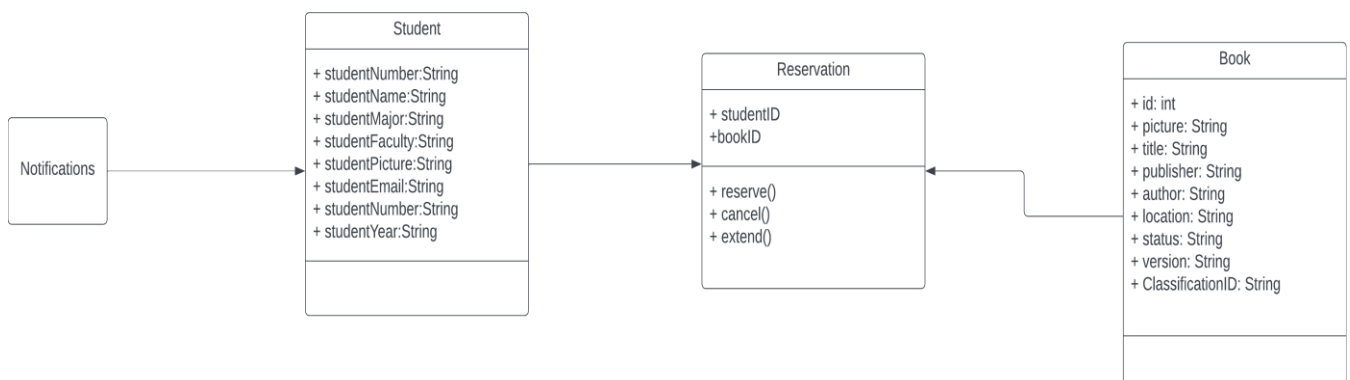 Notifications
Student
+ studentNumber:String
+ studentName:String
+ studentMajor:String
+ studentFaculty:String
+ studentPicture:String
+ studentEmail:String
+ studentNumber:String
+ studentYear:String
Reservation
+ studentID
+bookID
+ reserve()
+ cancel()
+ extend()
Book
+ id: int
+ picture: String
+ title: String
+ publisher: String
+ author: String
+ location: String
+ status: String
+ version: String
+ ClassificationID: String